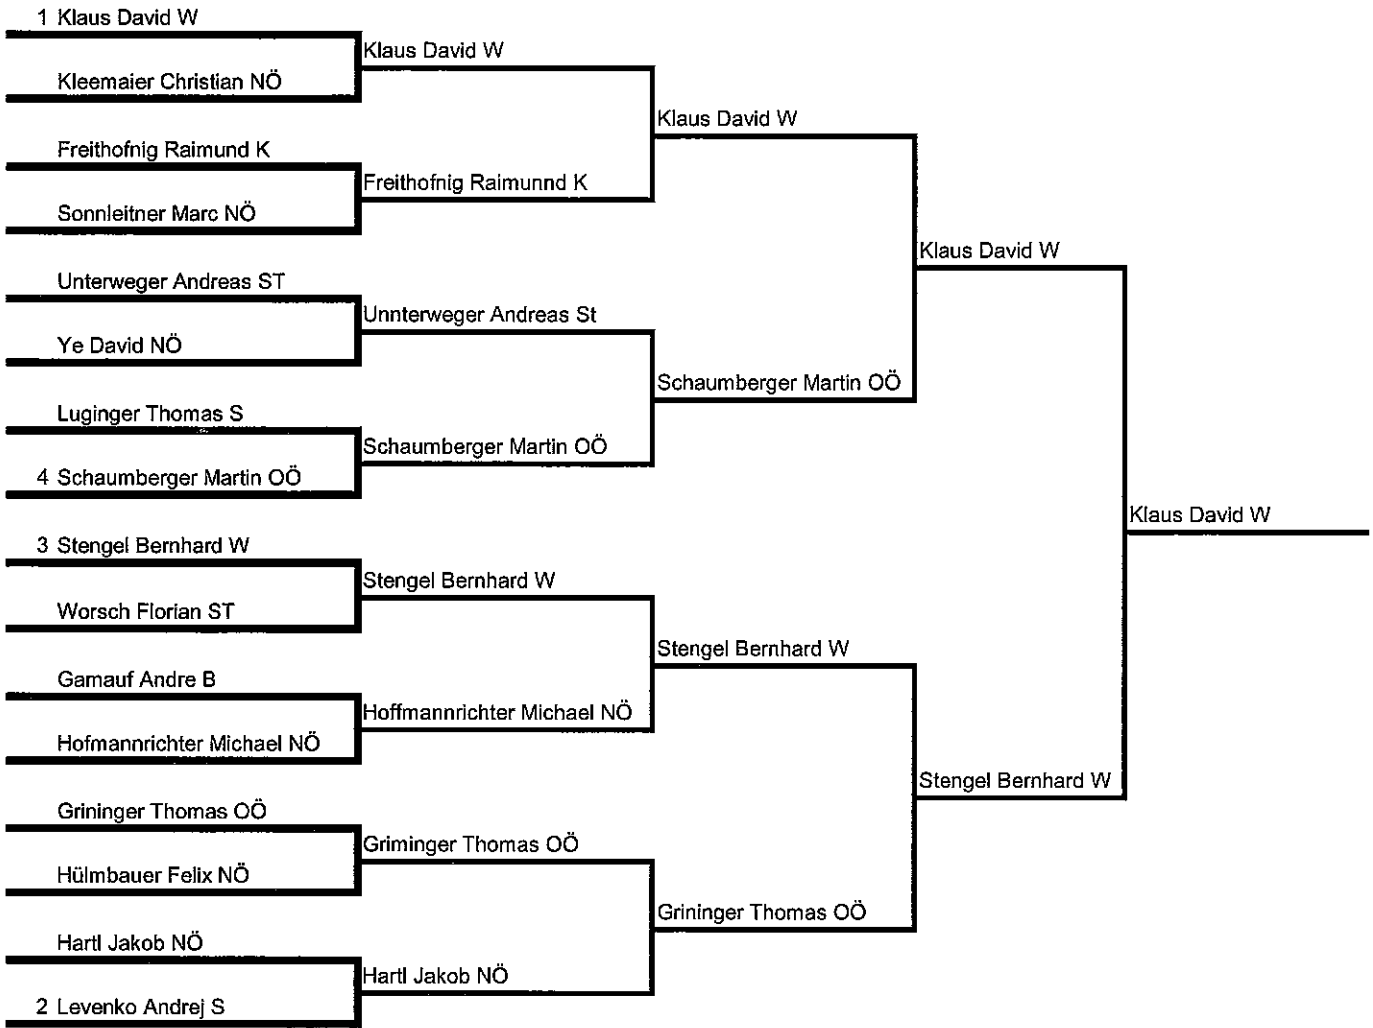 1 Klaus David W
Kleemaier Christian NÖ
Freithofnig Raimund K
Sonnleitner Marc NÖ
Unterweger Andreas ST
Ye David NÖ
Luginger Thomas S
4 Schaumberger Martin OÖ
3 Stengel Bernhard W
Worsch Florian ST
Gamauf Andre B
Hofmannrichter Michael NÖ
Grininger Thomas OÖ
Hülmbauer Felix NÖ
Hartl Jakob NÖ
2 Levenko Andrej S
Klaus David W
Freithofnig Raimunnd K
Unnterweger Andreas St
Schaumberger Martin OÖ
Stengel Bernhard W
Hoffmannrichter Michael NÖ
Griminger Thomas OÖ
Hartl Jakob NÖ
Klaus David W
Schaumberger Martin OÖ
Stengel Bernhard W
Grininger Thomas OÖ
Klaus David W
Stengel Bernhard W
Klaus David W